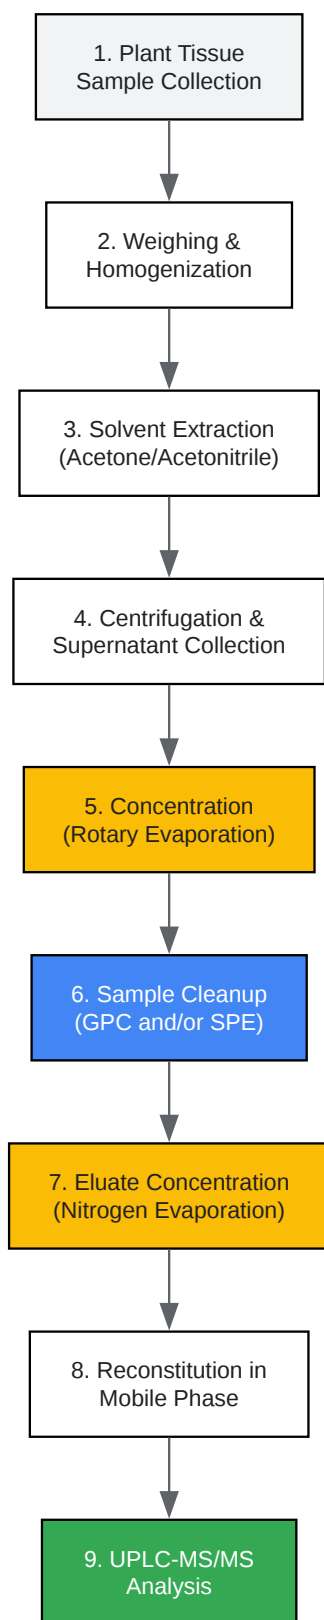 1. Plant Tissue
Sample Collection
2. Weighing &
Homogenization
3. Solvent Extraction
(Acetone/Acetonitrile)
4. Centrifugation &
Supernatant Collection
5. Concentration
(Rotary Evaporation)
6. Sample Cleanup
(GPC and/or SPE)
7. Eluate Concentration
(Nitrogen Evaporation)
8. Reconstitution in
Mobile Phase
9. UPLC-MS/MS
Analysis